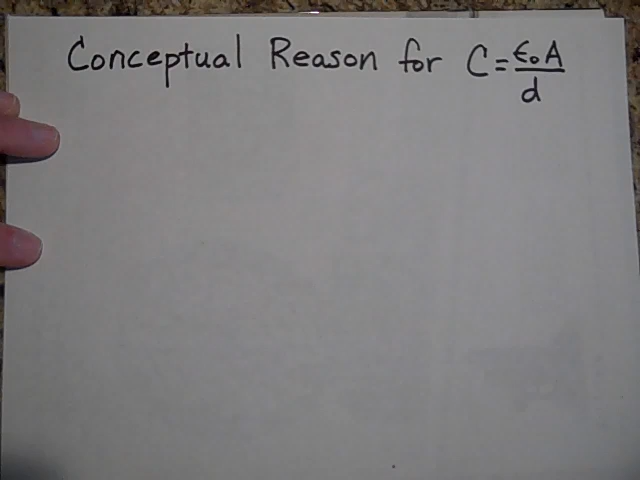 Conceptual Reason for C = ϵ₀A/d